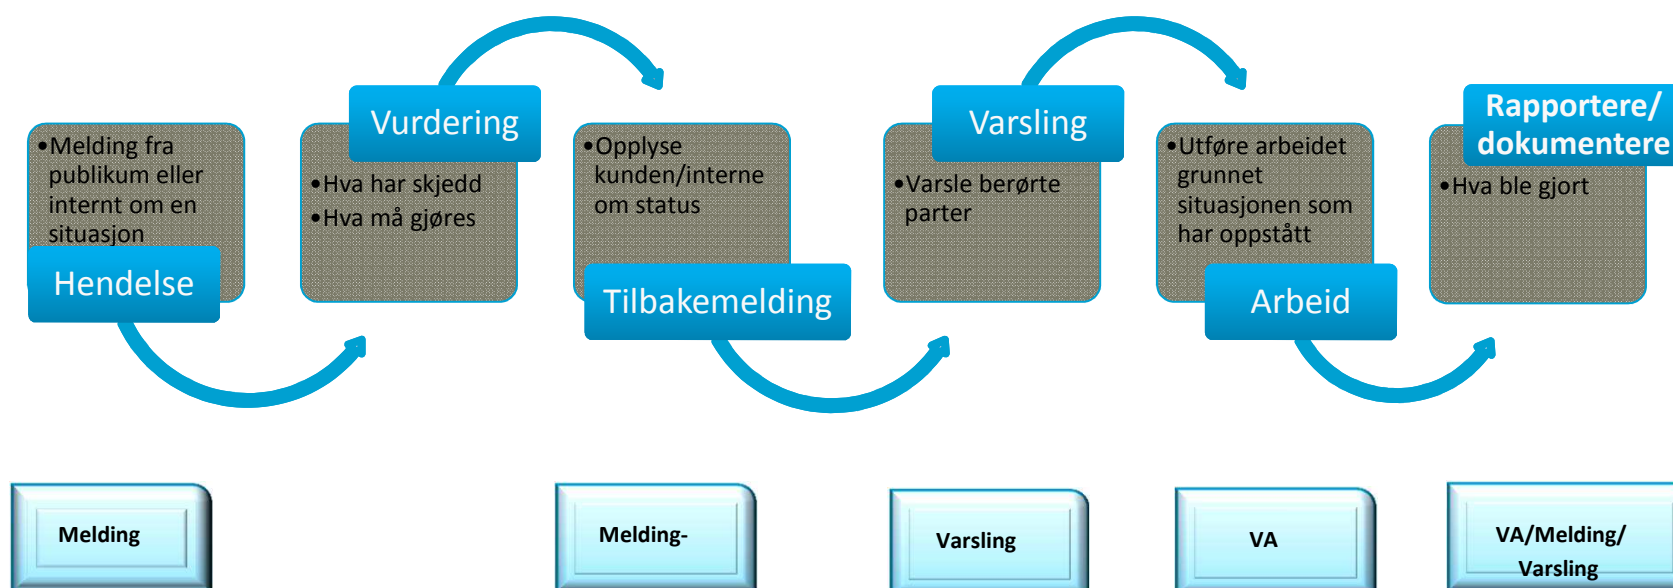 •Melding fra
publikum eller
internt om en
situasjon
Hendelse
Vurdering
•Hva har skjedd
•Hva må gjøres
•Opplyse
kunden/interne
om status
Tilbakemelding
Varsling
•Varsle berørte
parter
•Utføre arbeidet
grunnet
situasjonen som
har oppstått
Arbeid
Rapportere/
dokumentere
•Hva ble gjort
Melding
Melding-
Varsling
VA
VA/Melding/
Varsling